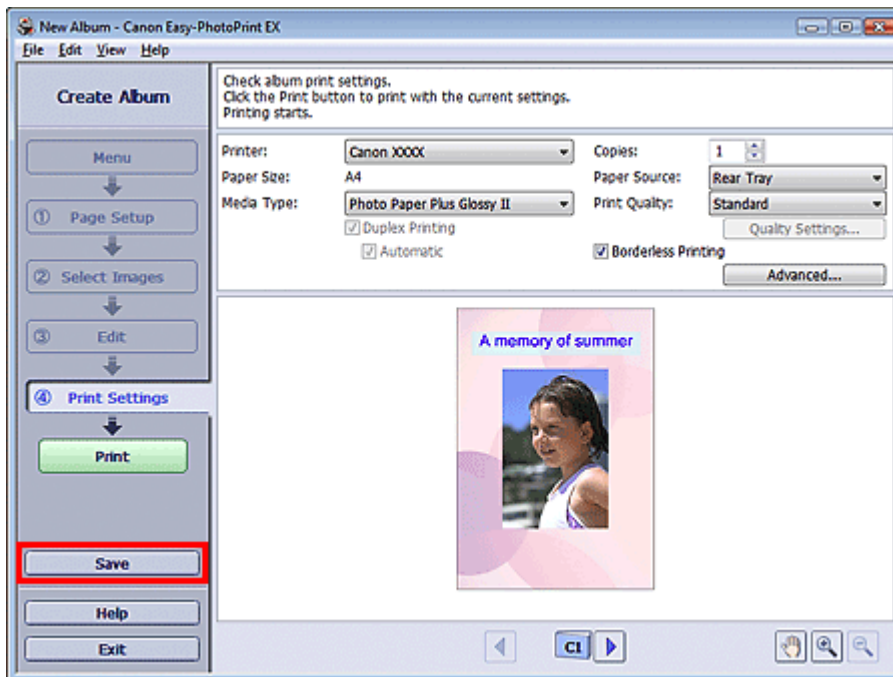 New Album - Canon Easy-PhotoPrint EX
File Edit View Help
Create Album
Menu
① Page Setup
② Select Images
③ Edit
④ Print Settings
Print
Save
Help
Exit
Check album print settings.
Click the Print button to print with the current settings.
Printing starts.
Printer: Canon XXXX Copies: 1
Paper Size: A4 Paper Source: Rear Tray
Media Type: Photo Paper Plus Glossy II Print Quality: Standard
Duplex Printing Quality Settings...
Automatic Borderless Printing
Advanced...
A memory of summer
C1